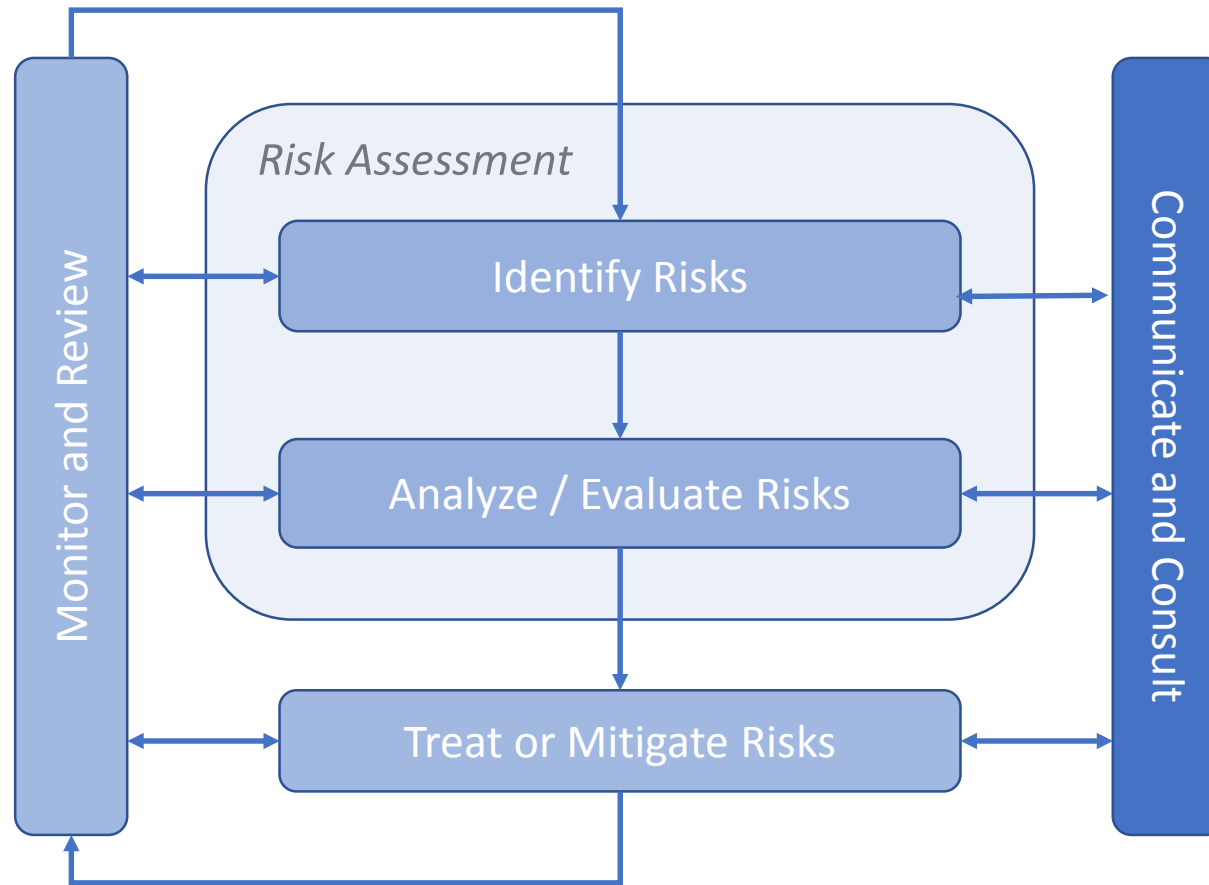 Risk Assessment
Identify Risks
Analyze / Evaluate Risks
Treat or Mitigate Risks
Monitor and Review
Communicate and Consult